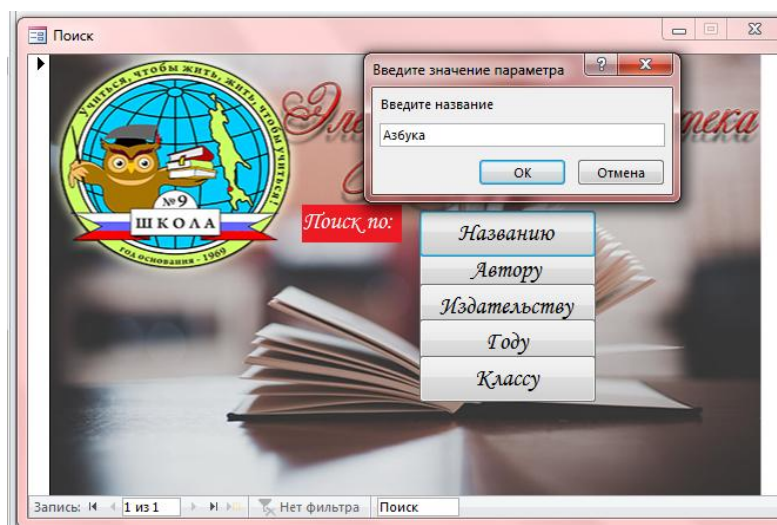 Поиск
Введите значение параметра
Введите название
Азбука
ОК
Отмена
Учиться, чтобы жить, жить, чтобы учиться!
№9
ШКОЛА
год основания - 1969
Поиск по:
Названию
Автору
Издательству
Году
Классу
Запись:
1 из 1
Нет фильтра
Поиск